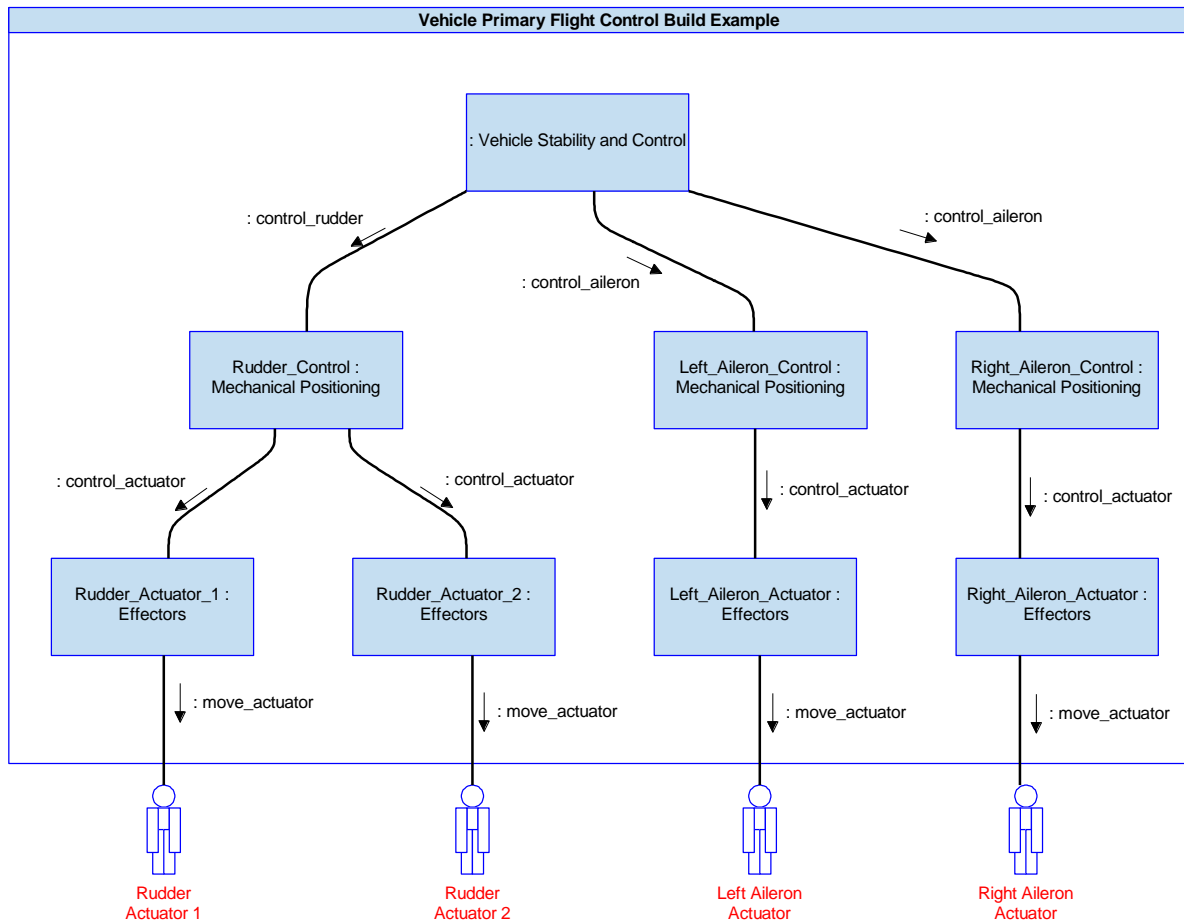 Vehicle Primary Flight Control Build Example
: Vehicle Stability and Control
: control_rudder
: control_aileron
: control_aileron
Rudder_Control :
Mechanical Positioning
Left_Aileron_Control :
Mechanical Positioning
Right_Aileron_Control :
Mechanical Positioning
: control_actuator
: control_actuator
: control_actuator
: control_actuator
Rudder_Actuator_1 :
Effectors
Rudder_Actuator_2 :
Effectors
Left_Aileron_Actuator :
Effectors
Right_Aileron_Actuator :
Effectors
: move_actuator
: move_actuator
: move_actuator
: move_actuator
Rudder
Actuator 1
Rudder
Actuator 2
Left Aileron
Actuator
Right Aileron
Actuator